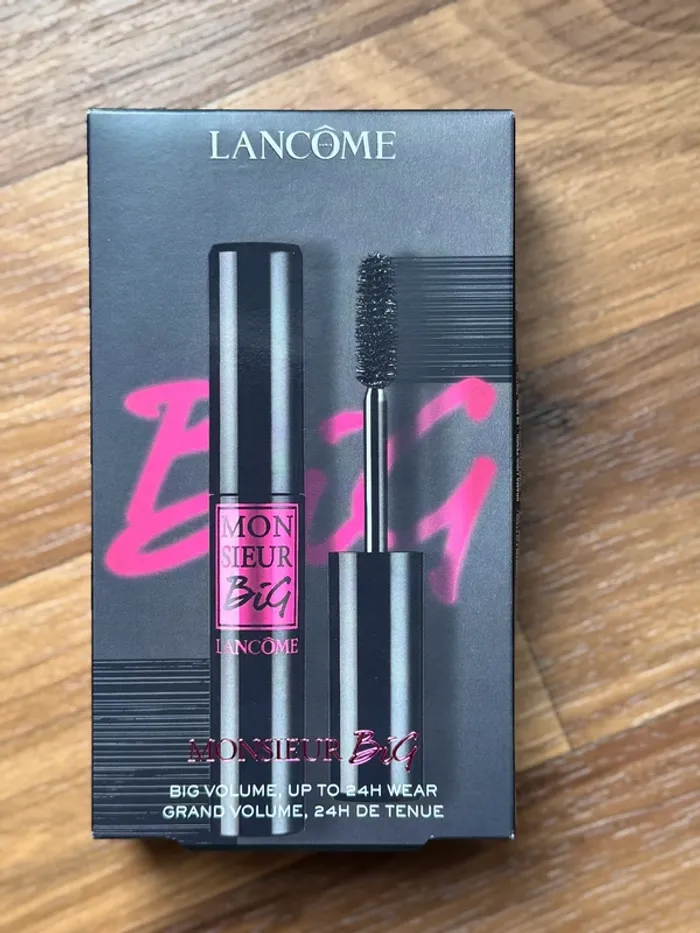 LANCÔME
BiG
MON
SIEUR
BiG
LANCÔME
MONSIEUR BiG
BIG VOLUME, UP TO 24H WEAR
GRAND VOLUME, 24H DE TENUE